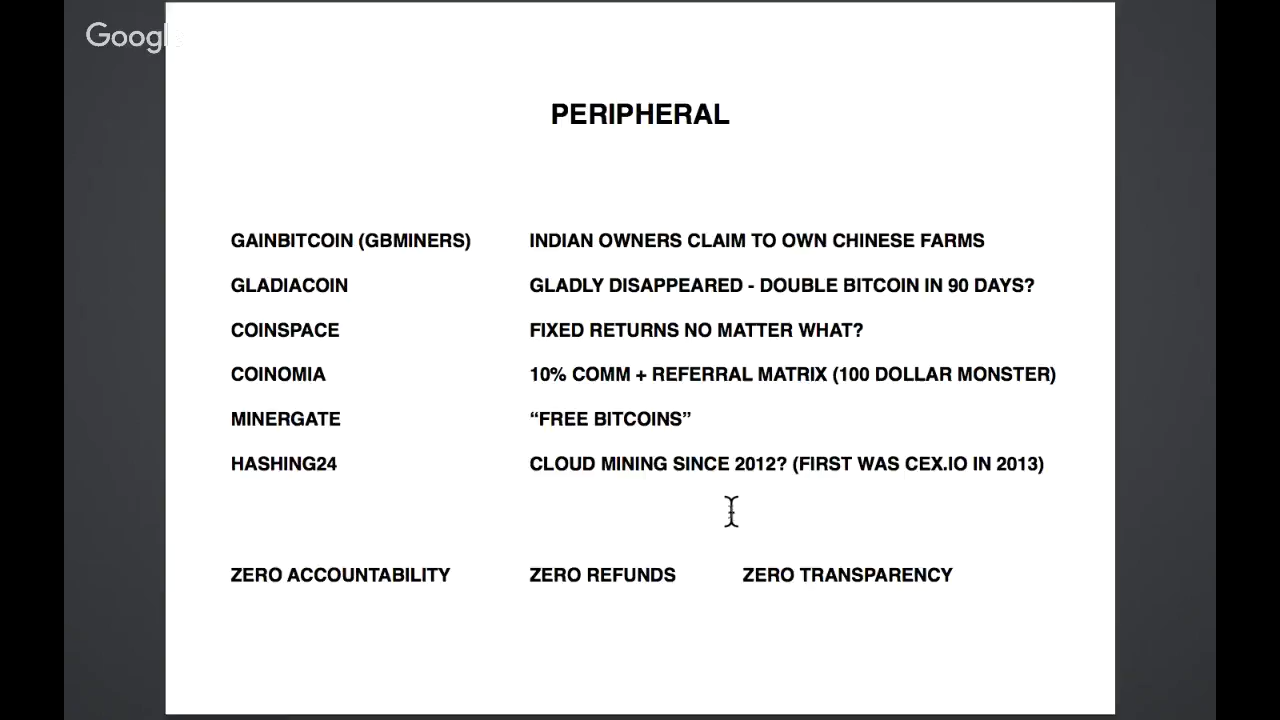 Google
PERIPHERAL
GAINBITCOIN (GBMINERS) INDIAN OWNERS CLAIM TO OWN CHINESE FARMS
GLADIACOIN GLADLY DISAPPEARED - DOUBLE BITCOIN IN 90 DAYS?
COINSPACE FIXED RETURNS NO MATTER WHAT?
COINOMIA 10% COMM + REFERRAL MATRIX (100 DOLLAR MONSTER)
MINERGATE “FREE BITCOINS”
HASHING24 CLOUD MINING SINCE 2012? (FIRST WAS CEX.IO IN 2013)
ZERO ACCOUNTABILITY ZERO REFUNDS ZERO TRANSPARENCY